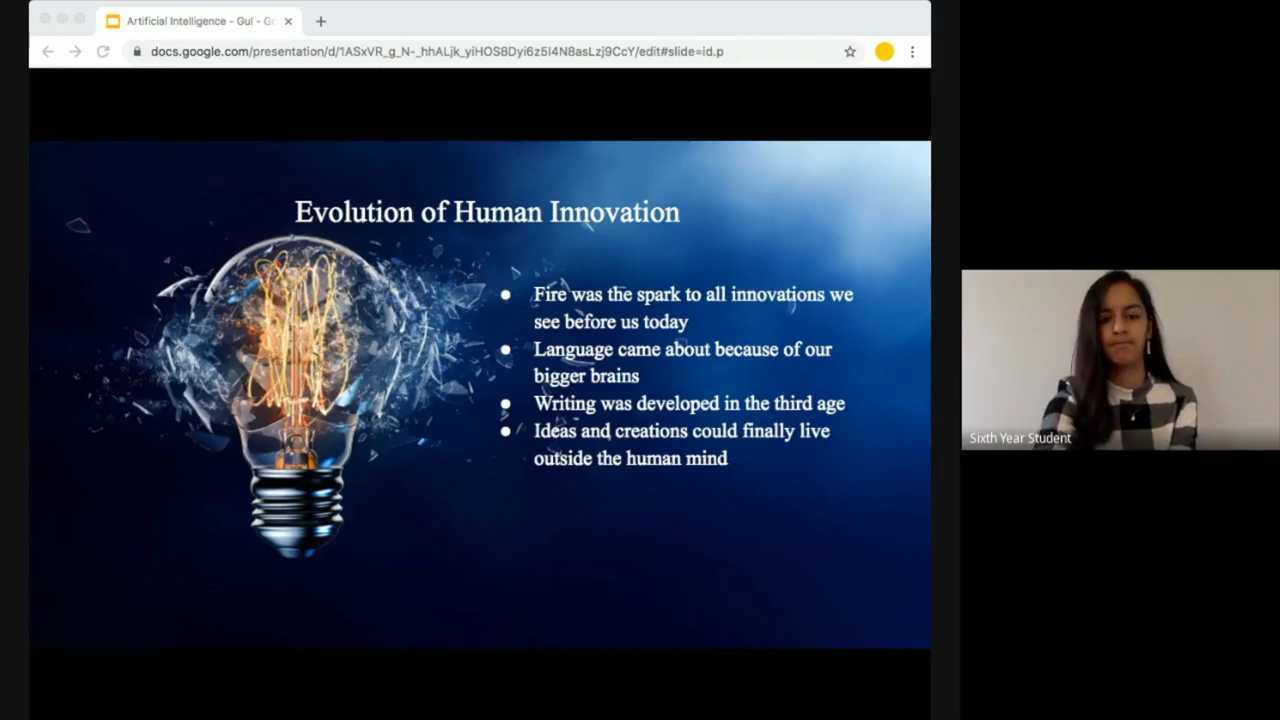 Artificial Intelligence - Gul - Go
docs.google.com/presentation/d/1ASxVR_g_N-_hhALjk_yiHOS8Dyi6z5I4N8asLzj9CcY/edit#slide=id.p
Evolution of Human Innovation
Fire was the spark to all innovations we
see before us today
Language came about because of our
bigger brains
Writing was developed in the third age
Ideas and creations could finally live
outside the human mind
Sixth Year Student